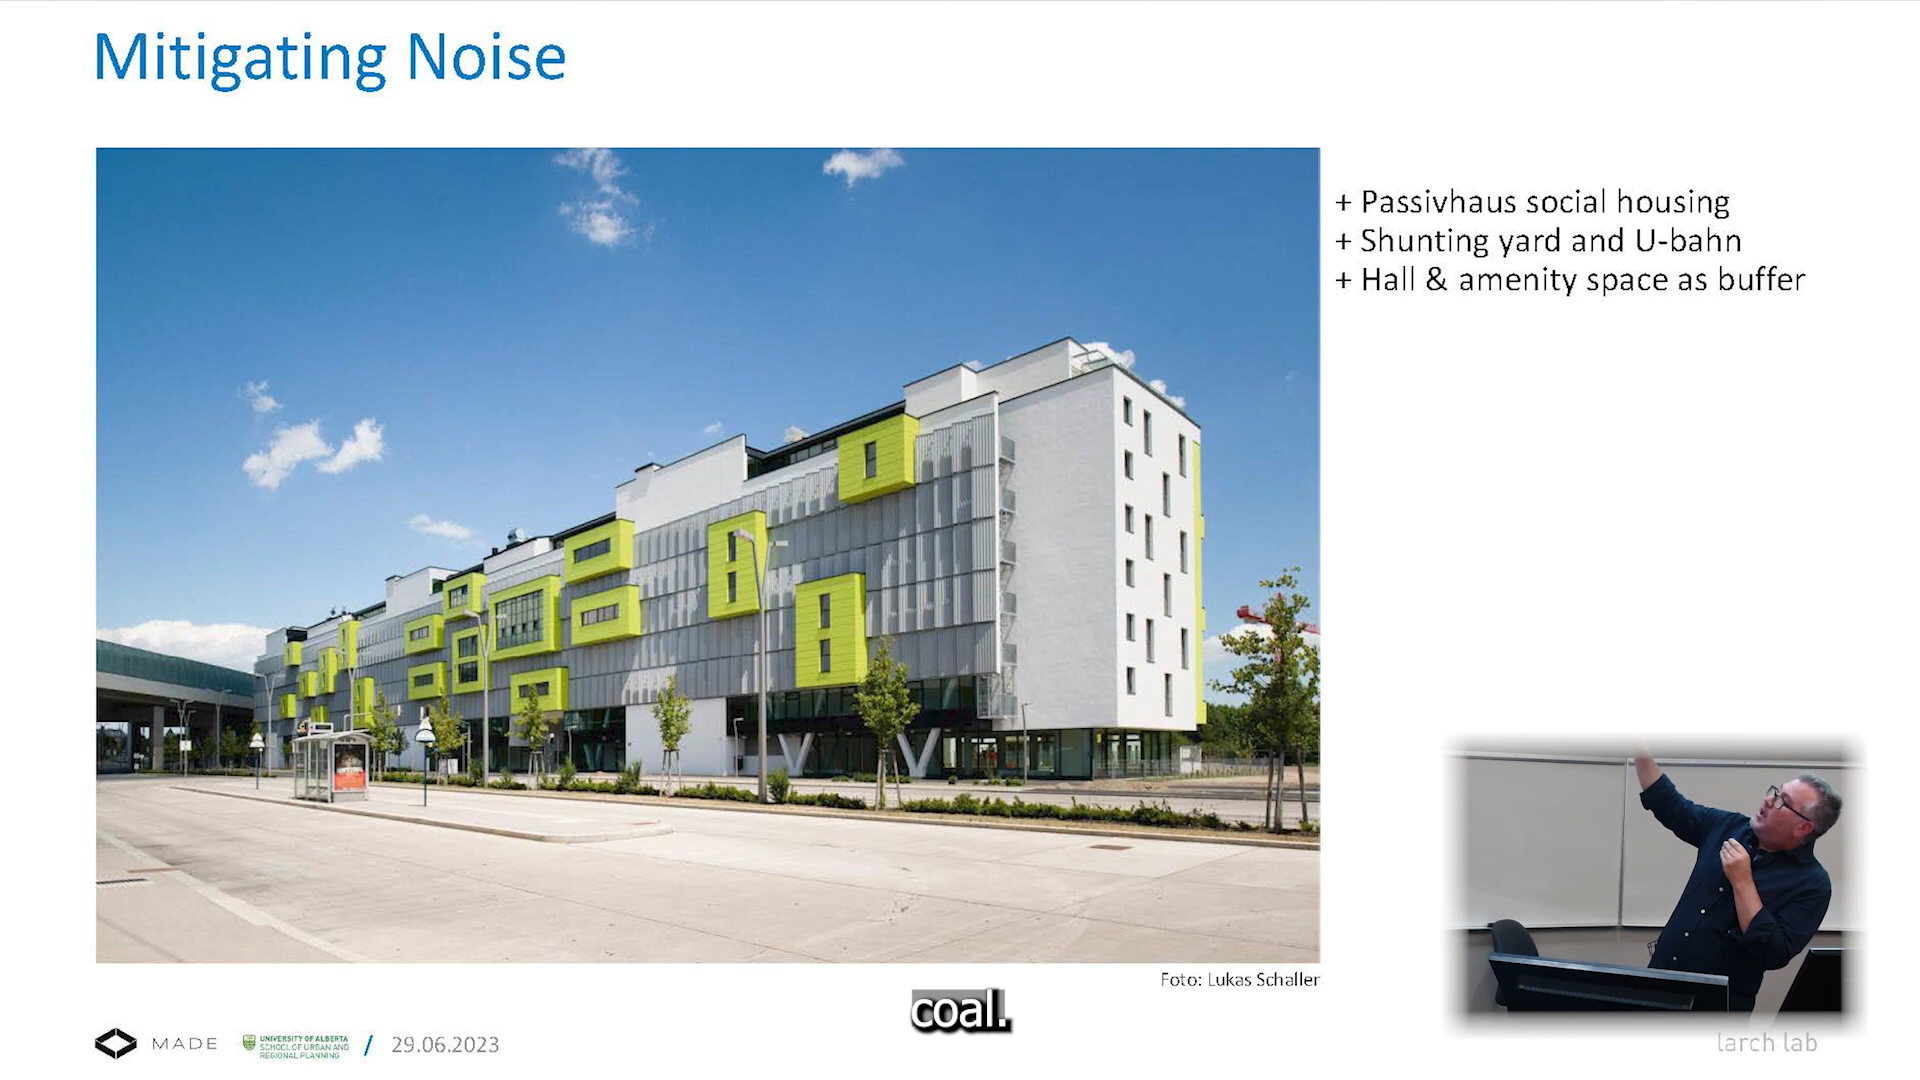 Mitigating Noise
+ Passivhaus social housing
+ Shunting yard and U-bahn
+ Hall & amenity space as buffer
Foto: Lukas Schaller
coal.
MADE
UNIVERSITY OF ALBERTA
SCHOOL OF URBAN AND
REGIONAL PLANNING
/ 29.06.2023
larch lab